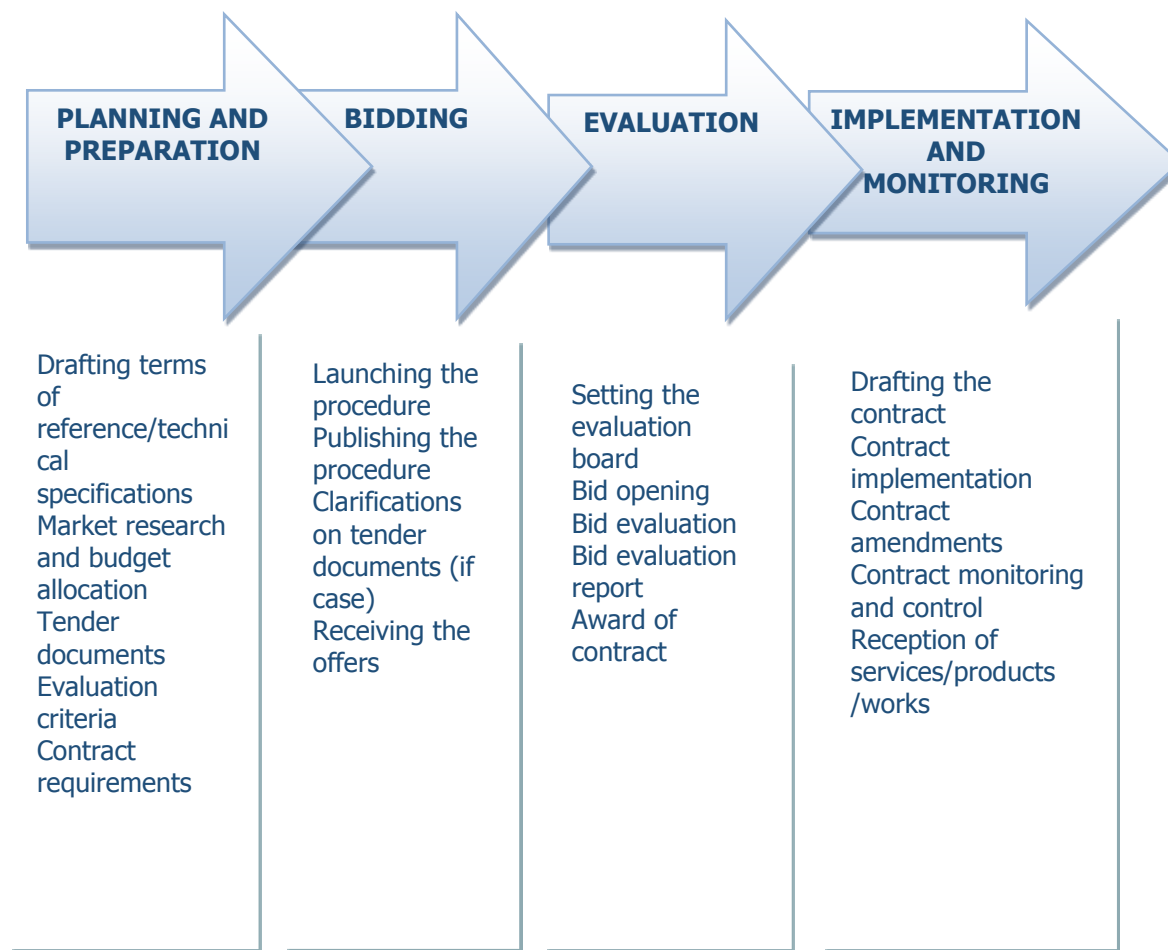 PLANNING AND
PREPARATION
BIDDING
EVALUATION
IMPLEMENTATION
AND
MONITORING
Drafting terms
of
reference/techni
cal
specifications
Market research
and budget
allocation
Tender
documents
Evaluation
criteria
Contract
requirements
Launching the
procedure
Publishing the
procedure
Clarifications
on tender
documents (if
case)
Receiving the
offers
Setting the
evaluation
board
Bid opening
Bid evaluation
Bid evaluation
report
Award of
contract
Drafting the
contract
Contract
implementation
Contract
amendments
Contract monitoring
and control
Reception of
services/products
/works